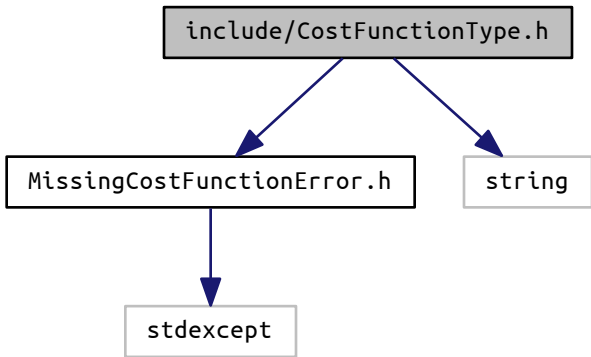 include/CostFunctionType.h
MissingCostFunctionError.h
string
stdexcept